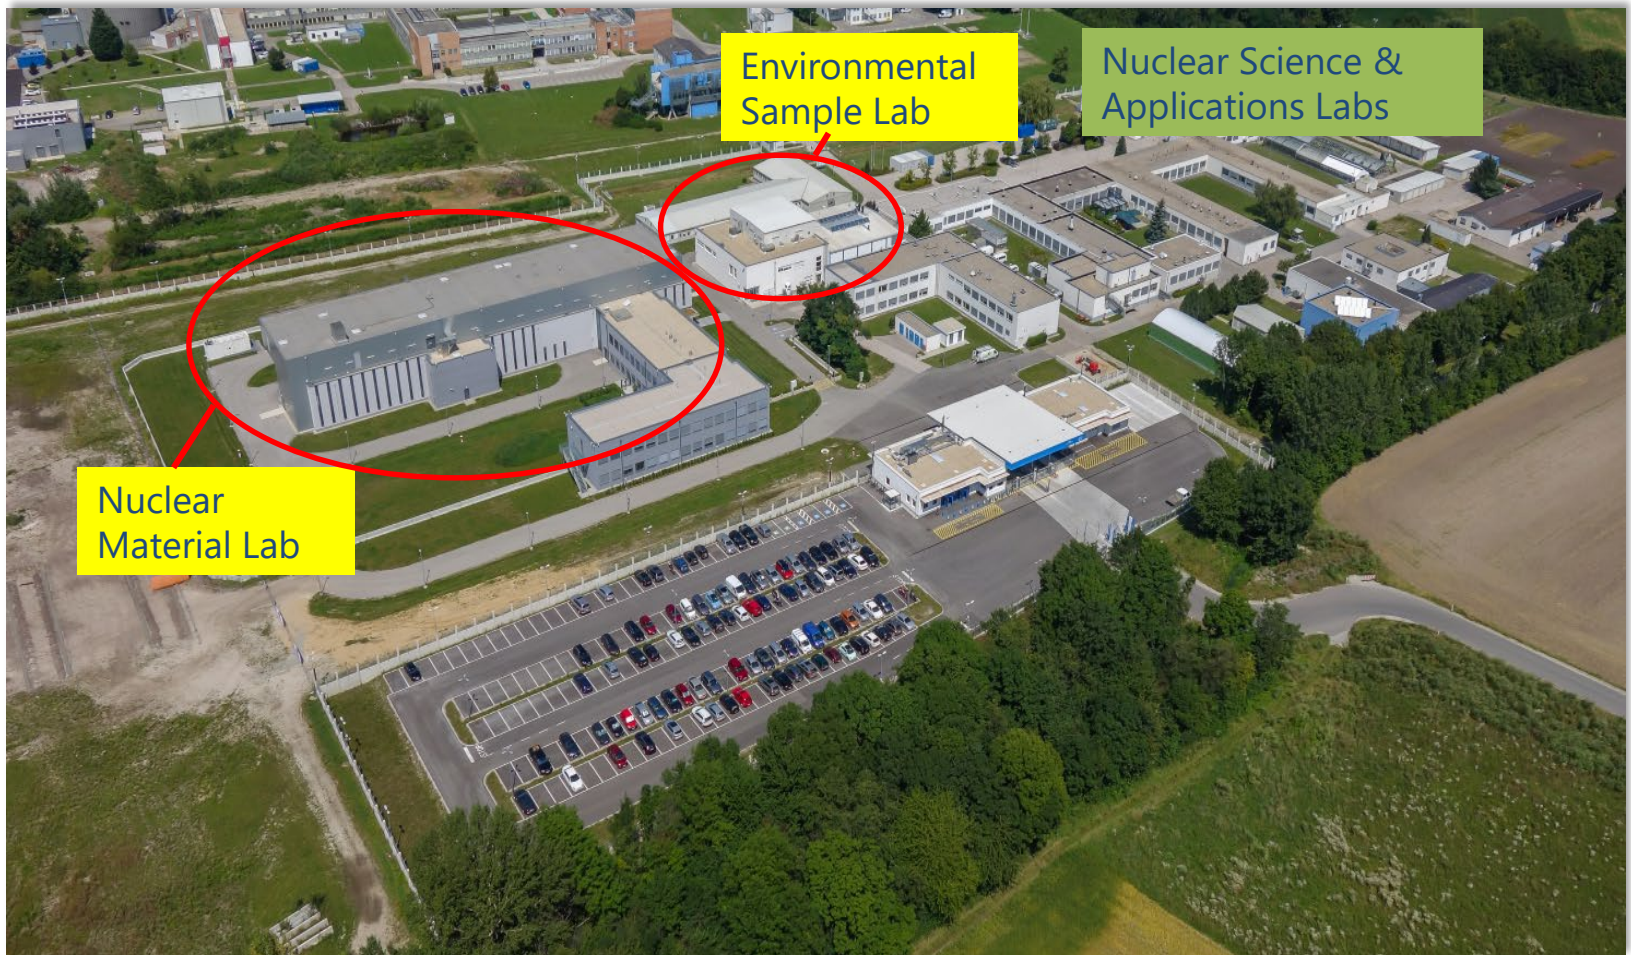 Environmental
Sample Lab
Nuclear Science &
Applications Labs
Nuclear
Material Lab